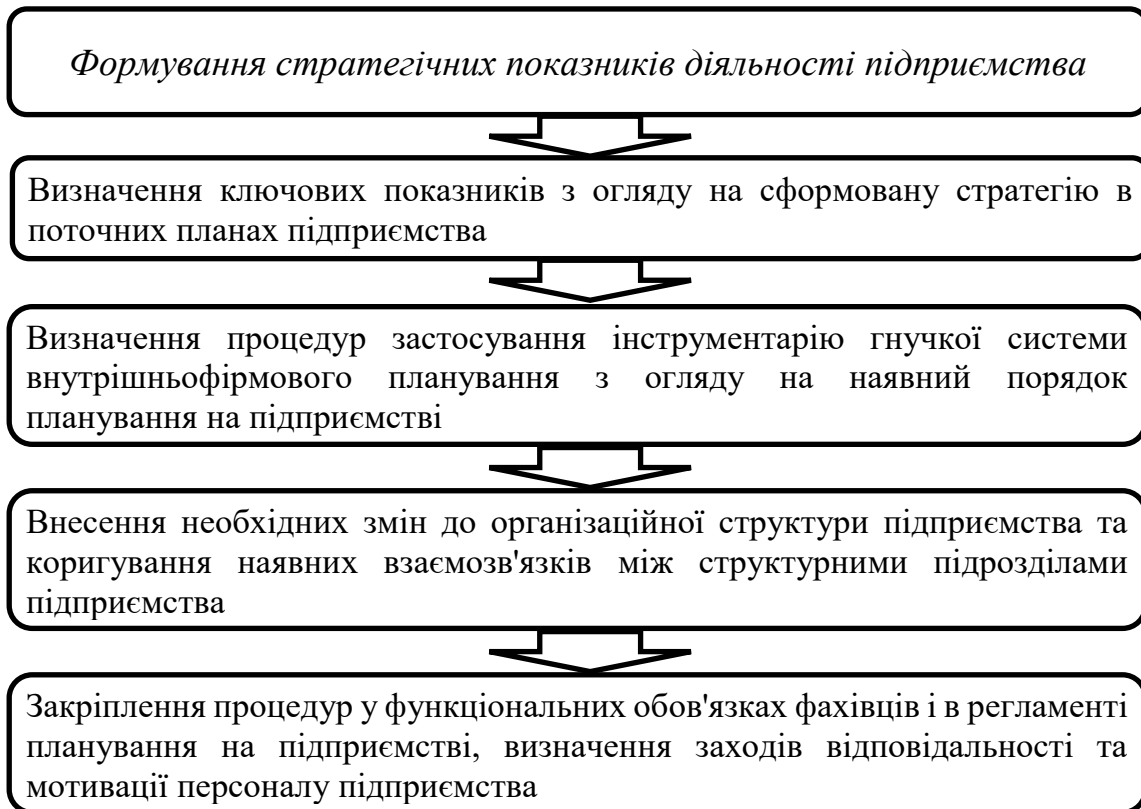 Формування стратегічних показників діяльності підприємства
Визначення ключових показників з огляду на сформовану стратегію в
поточних планах підприємства
Визначення процедур застосування інструментарію гнучкої системи
внутрішньофірмового планування з огляду на наявний порядок
планування на підприємстві
Внесення необхідних змін до організаційної структури підприємства та
коригування наявних взаємозв'язків між структурними підрозділами
підприємства
Закріплення процедур у функціональних обов'язках фахівців і в регламенті
планування на підприємстві, визначення заходів відповідальності та
мотивації персоналу підприємства